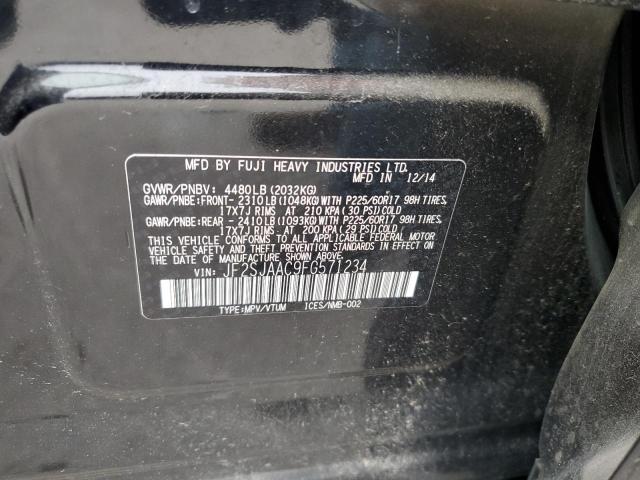 MFD BY FUJI HEAVY INDUSTRIES LTD.
MFD IN 12/14
GVWR/PNBV: 4480LB(2032KG)
GAWR/PNBE:FRONT- 2310LB(1048KG)WITH P225/60R17 98H TIRES,
17X7J RIMS AT 210 KPA(30 PSI)COLD
GAWR/PNBE:REAR - 2410LB(1093KG)WITH P225/60R17 98H TIRES,
17X7J RIMS AT 200 KPA(29 PSI)COLD
THIS VEHICLE CONFORMS TO ALL APPLICABLE FEDERAL MOTOR
VEHICLE SAFETY AND THEFT PREVENTION STANDARDS IN EFFECT ON
THE DATE OF MANUFACTURE SHOWN ABOVE.
VIN: JF2SJAAC9FG571234
TYPE:MPV/VTUM ICES/NMB-002